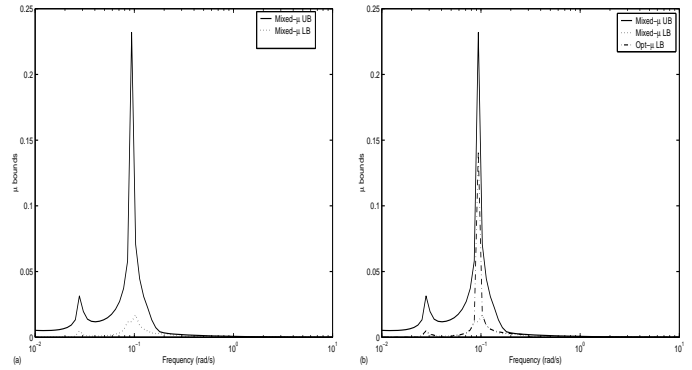 0.25
0.2
0.15
0.1
0.05
0
μ bounds
10⁻²
10⁻¹
10⁰
10¹
Frequency (rad/s)
(a)
Mixed−μ UB
Mixed−μ LB
0.25
0.2
0.15
0.1
0.05
0
μ bounds
10⁻²
10⁻¹
10⁰
10¹
Frequency (rad/s)
(b)
Mixed−μ UB
Mixed−μ LB
Opt−μ LB